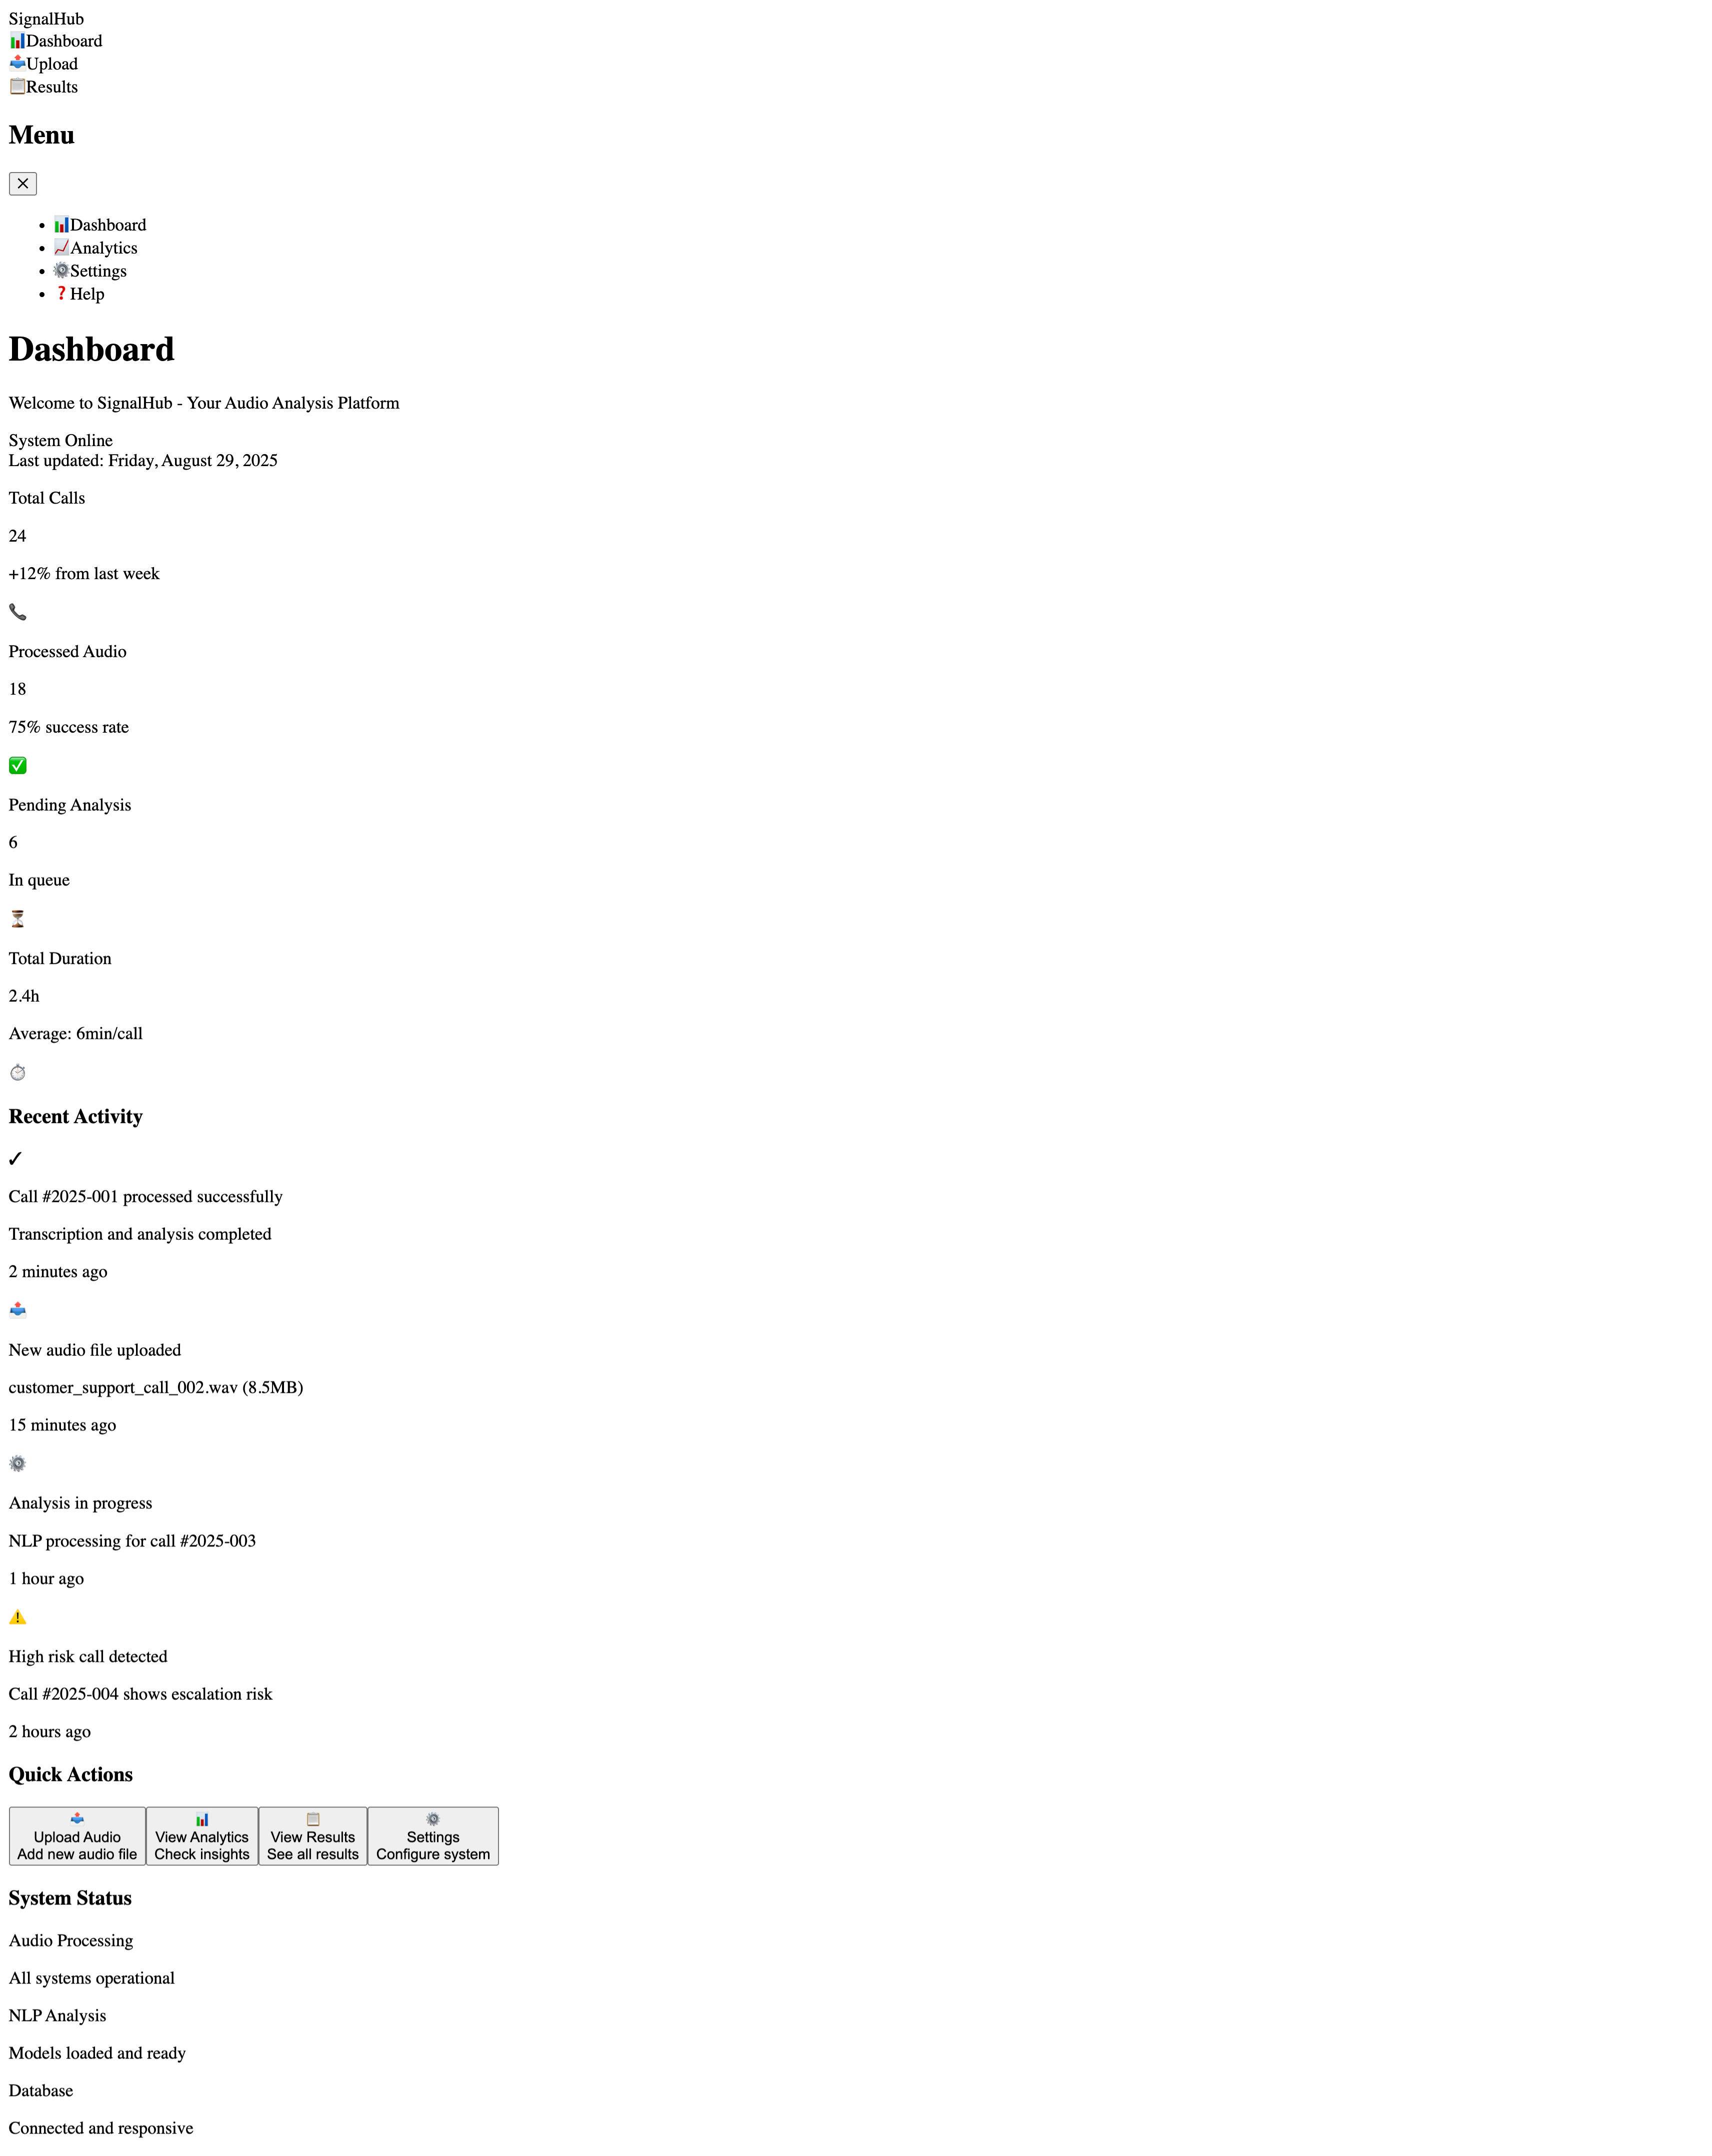 SignalHub
📊Dashboard
📤Upload
📋Results
Menu
✕
• 📊Dashboard
• 📈Analytics
• ⚙️Settings
• ❓Help
Dashboard
Welcome to SignalHub - Your Audio Analysis Platform
System Online
Last updated: Friday, August 29, 2025
Total Calls
24
+12% from last week
📞
Processed Audio
18
75% success rate
✅
Pending Analysis
6
In queue
⏳
Total Duration
2.4h
Average: 6min/call
⏱️
Recent Activity
✓
Call #2025-001 processed successfully
Transcription and analysis completed
2 minutes ago
📤
New audio file uploaded
customer_support_call_002.wav (8.5MB)
15 minutes ago
⚙️
Analysis in progress
NLP processing for call #2025-003
1 hour ago
⚠️
High risk call detected
Call #2025-004 shows escalation risk
2 hours ago
Quick Actions
📤 📊 📋 ⚙️
Upload Audio View Analytics View Results Settings
Add new audio file Check insights See all results Configure system
System Status
Audio Processing
All systems operational
NLP Analysis
Models loaded and ready
Database
Connected and responsive